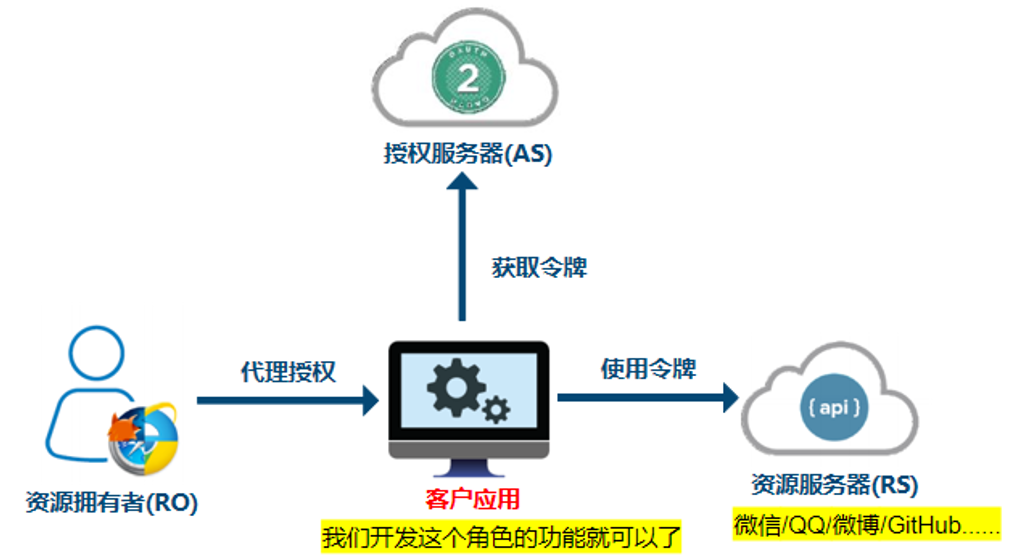 OAUTH
2
授权服务器(AS)
获取令牌
代理授权
使用令牌
{ api }
资源拥有者(RO)
客户应用
我们开发这个角色的功能就可以了
资源服务器(RS)
微信/QQ/微博/GitHub......